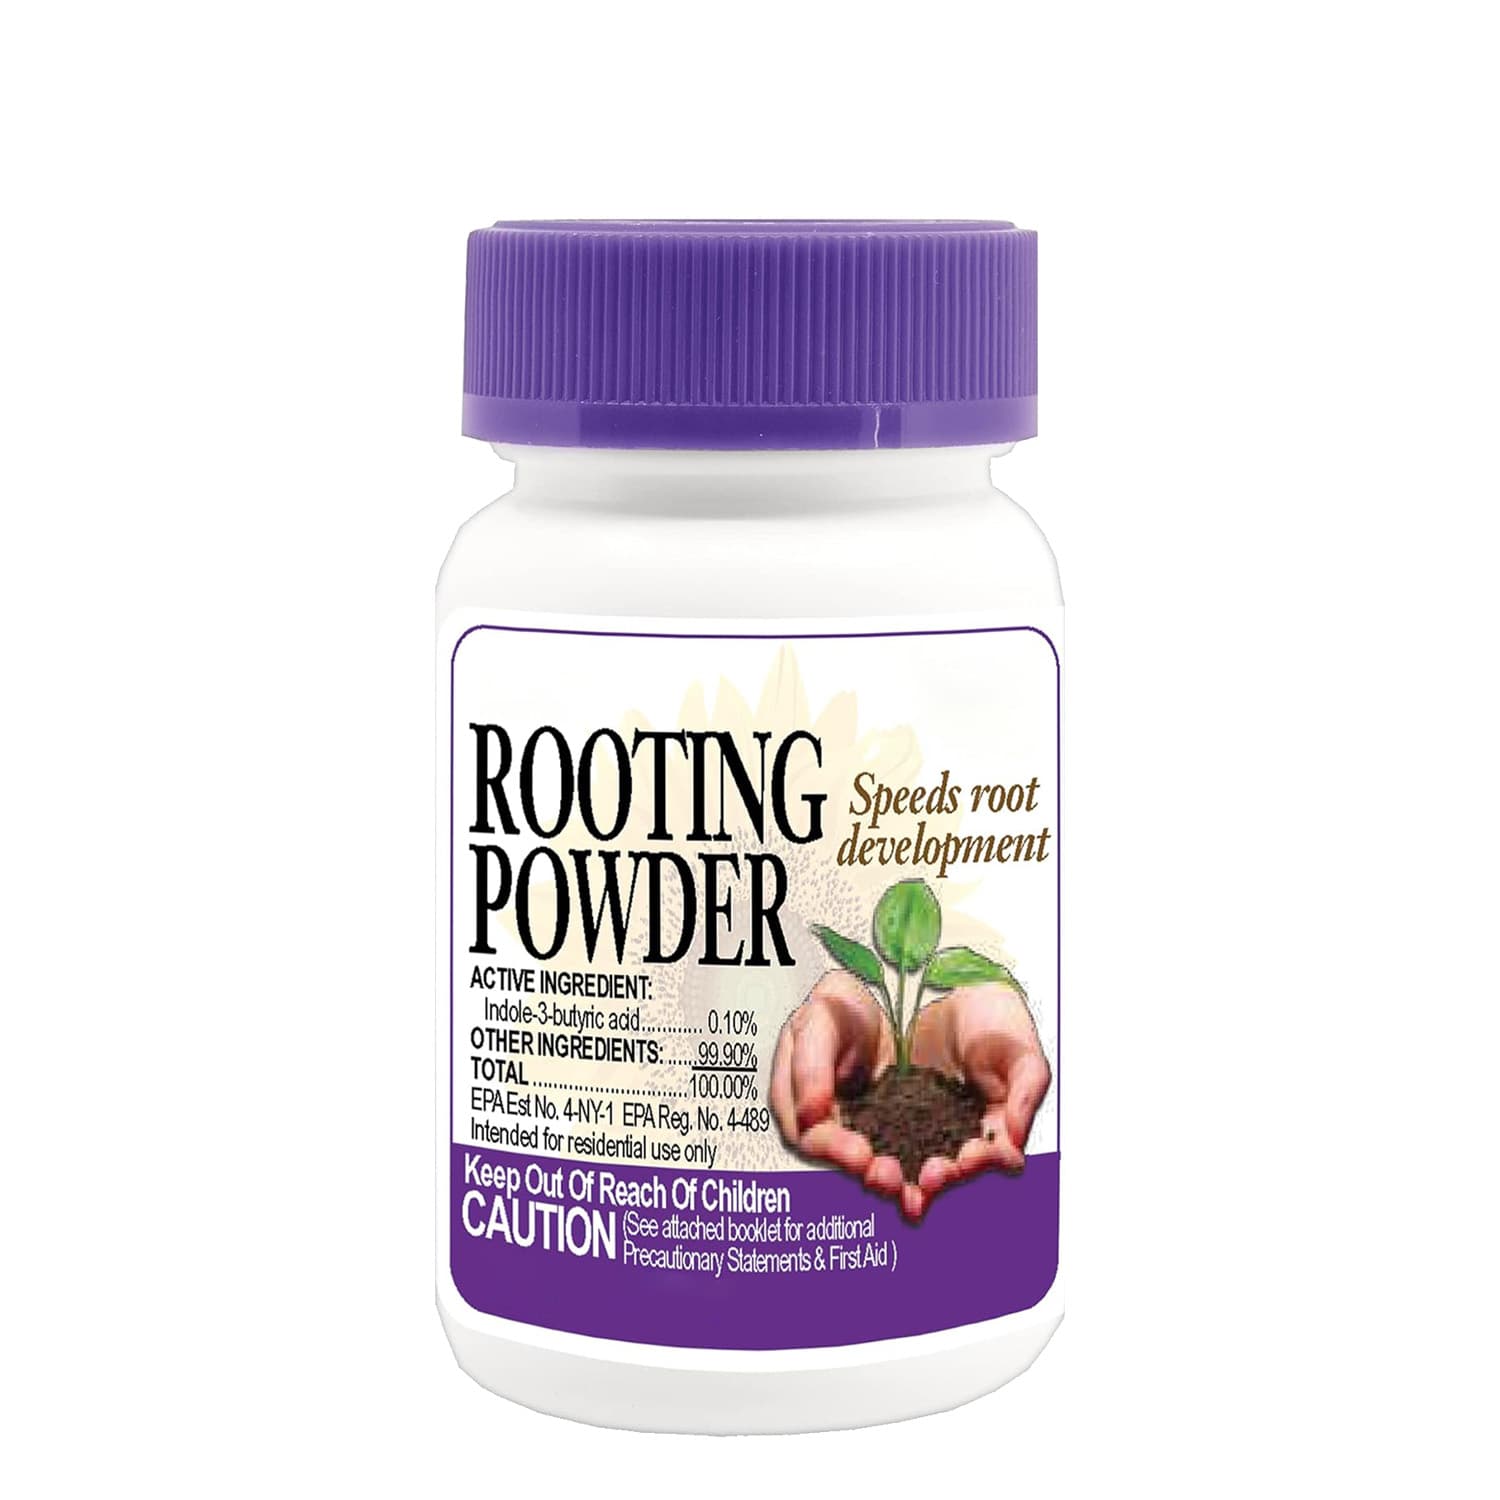 ROOTING
POWDER
Speeds root
development
ACTIVE INGREDIENT:
Indole-3-butyric acid............ 0.10%
OTHER INGREDIENTS: ......99.90%
TOTAL ...............................100.00%
EPA Est No. 4-NY-1 EPA Reg. No. 4-489
Intended for residential use only
Keep Out Of Reach Of Children
CAUTION (See attached booklet for additional
Precautionary Statements & First Aid )